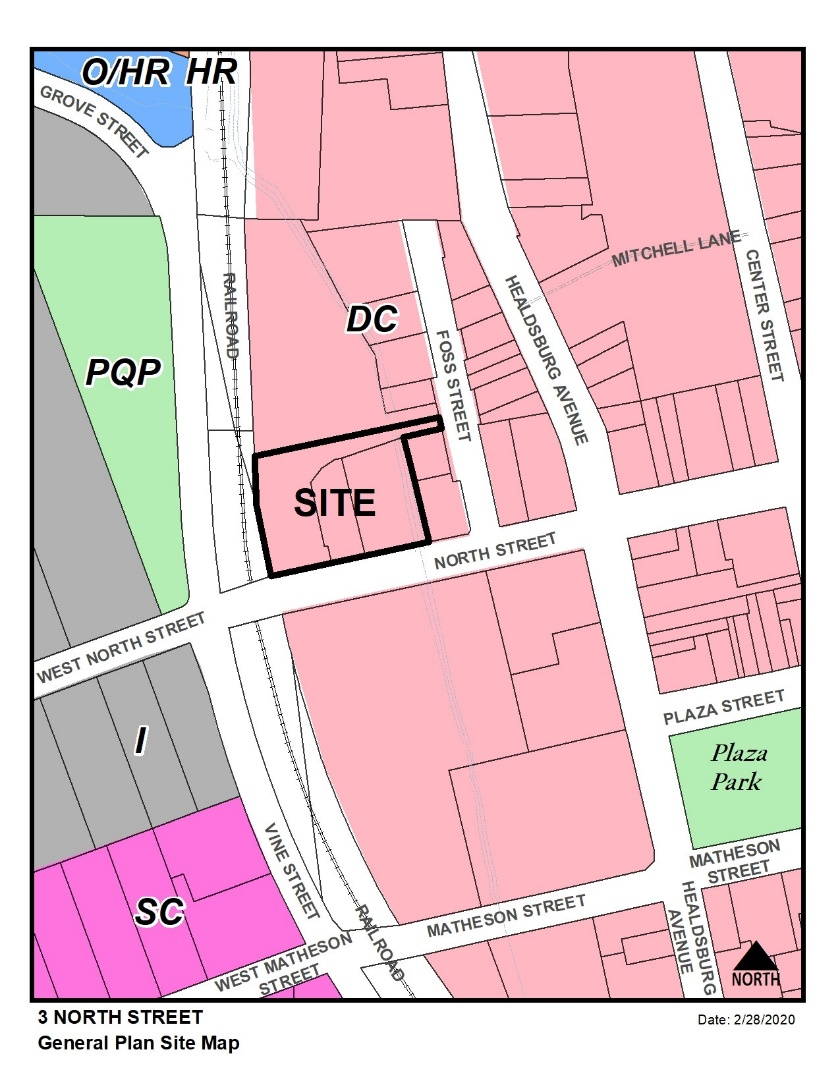 O/HR HR
GROVE STREET
MITCHELL LANE
CENTER STREET
RAILROAD
HEALDSBURG AVENUE
DC
FOSS STREET
PQP
SITE
NORTH STREET
WEST NORTH STREET
PLAZA STREET
I
Plaza
Park
VINE STREET
MATHESON
STREET
SC
MATHESON STREET
HEALDSBURG
AVENUE
RAILROAD
WEST MATHESON
STREET
NORTH
3 NORTH STREET
Date: 2/28/2020
General Plan Site Map